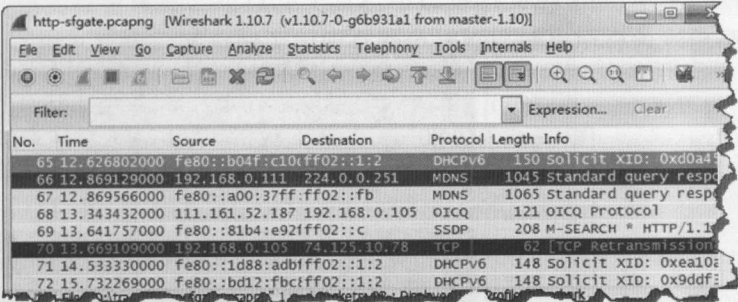 http-sfgate.pcapng [Wireshark 1.10.7 (v1.10.7-0-g6b931a1 from master-1.10)]
File Edit View Go Capture Analyze Statistics Telephony Tools Internals Help
Filter: Expression... Clear
No. Time Source Destination Protocol Length Info
65 12.626802000 fe80::b04f:c10 ff02::1:2 DHCPv6 150 Solicit XID: 0xd0a4
66 12.869129000 192.168.0.111 224.0.0.251 MDNS 1045 Standard query resp
67 12.869566000 fe80::a00:37ff: ff02::fb MDNS 1065 Standard query resp
68 13.343432000 111.161.52.187 192.168.0.105 OICQ 121 OICQ Protocol
69 13.641757000 fe80::81b4:e92 ff02::c SSDP 208 M-SEARCH * HTTP/1.1
70 13.669109000 192.168.0.105 74.125.10.78 TCP 62 [TCP Retransmission
71 14.533330000 fe80::1d88:adb ff02::1:2 DHCPv6 148 Solicit XID: 0xea10
72 15.732269000 fe80::bd12:fbc ff02::1:2 DHCPv6 148 Solicit XID: 0x9ddf